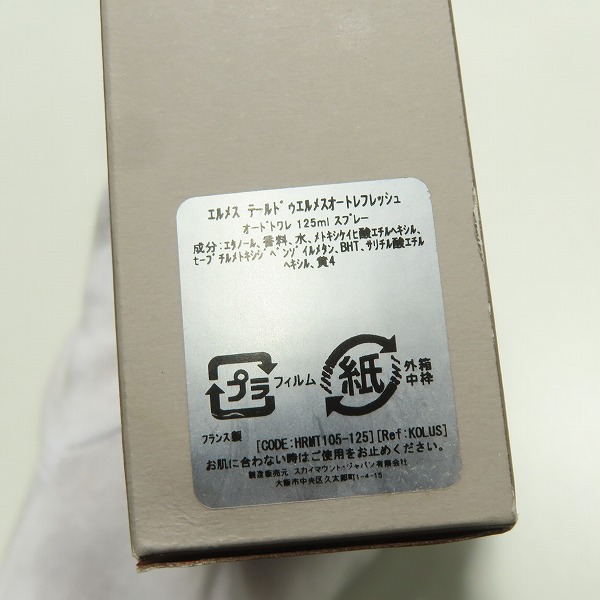 エルメス テールドゥエルメスオートレフレッシュ
オードトワレ 125ml スプレー
成分:エタノール、香料、水、メトキシケイヒ酸エチルヘキシル、
t-ブチルメトキシジベンゾイルメタン、BHT、サリチル酸エチル
ヘキシル、黄4
プラ フィルム 紙 外箱
中枠
フランス製 [CODE:HRMT105-125][Ref:KOLUS]
お肌に合わない時はご使用をお止めください。
製造販売元 スカイマウント・ジャパン有限会社
大阪市中央区久太郎町1-4-15